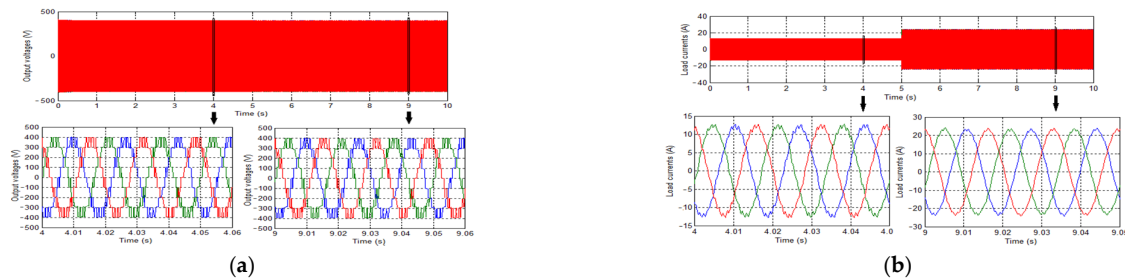 Output voltages (V)
500
0
−500
0 1 2 3 4 5 6 7 8 9 10
Time (s)
Output voltages (V)
500
400
300
200
100
0
-100
-200
-300
-400
500
4 4.01 4.02 4.03 4.04 4.05 4.06
Time (s)
Output voltages (V)
500
400
300
200
100
0
-100
-200
-300
-400
500
9 9.01 9.02 9.03 9.04 9.05 9.06
Time (s)
(a)
Load currents (A)
40
20
0
−20
−40
0 1 2 3 4 5 6 7 8 9 10
Time (s)
Load currents (A)
15
10
5
0
−5
−10
−15
4 4.01 4.02 4.03 4.04 4.0
Time (s)
Load currents (A)
30
20
10
0
−10
−20
−30
9 9.01 9.02 9.03 9.04 9.05 9.06
Time (s)
(b)